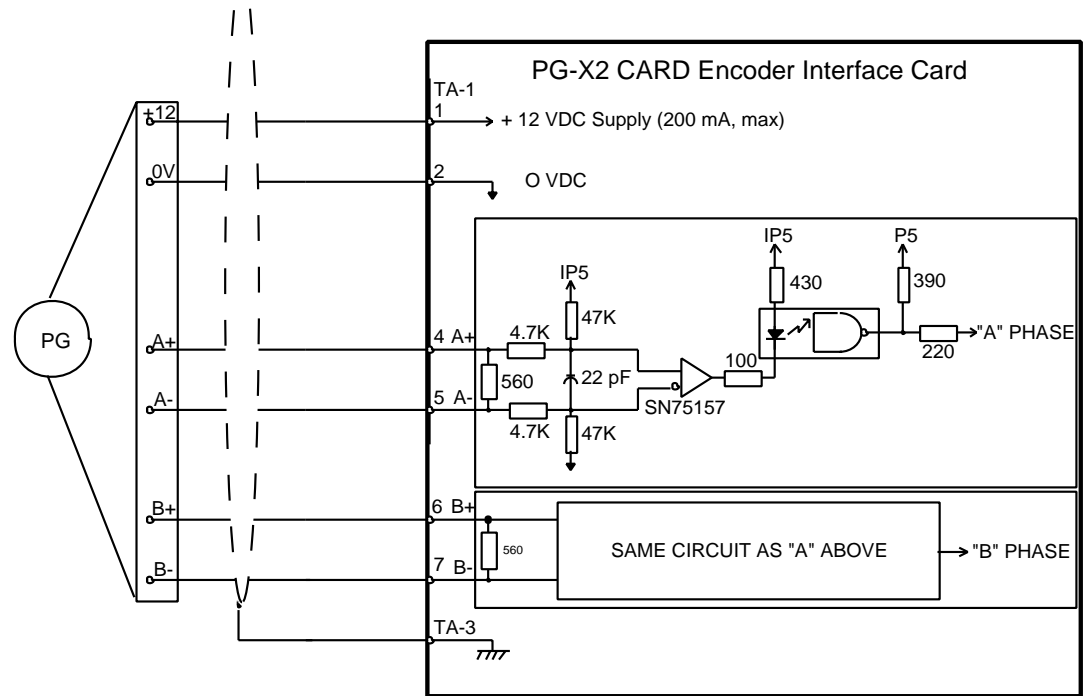 PG-X2 CARD Encoder Interface Card
TA-1
+12
1
+ 12 VDC Supply (200 mA, max)
0V
2
O VDC
IP5
P5
IP5
430
390
47K
PG
A+
4 A+
4.7K
"A" PHASE
220
100
560
22 pF
A-
5 A-
SN75157
4.7K
47K
B+
6 B+
560
SAME CIRCUIT AS "A" ABOVE
"B" PHASE
B-
7 B-
TA-3